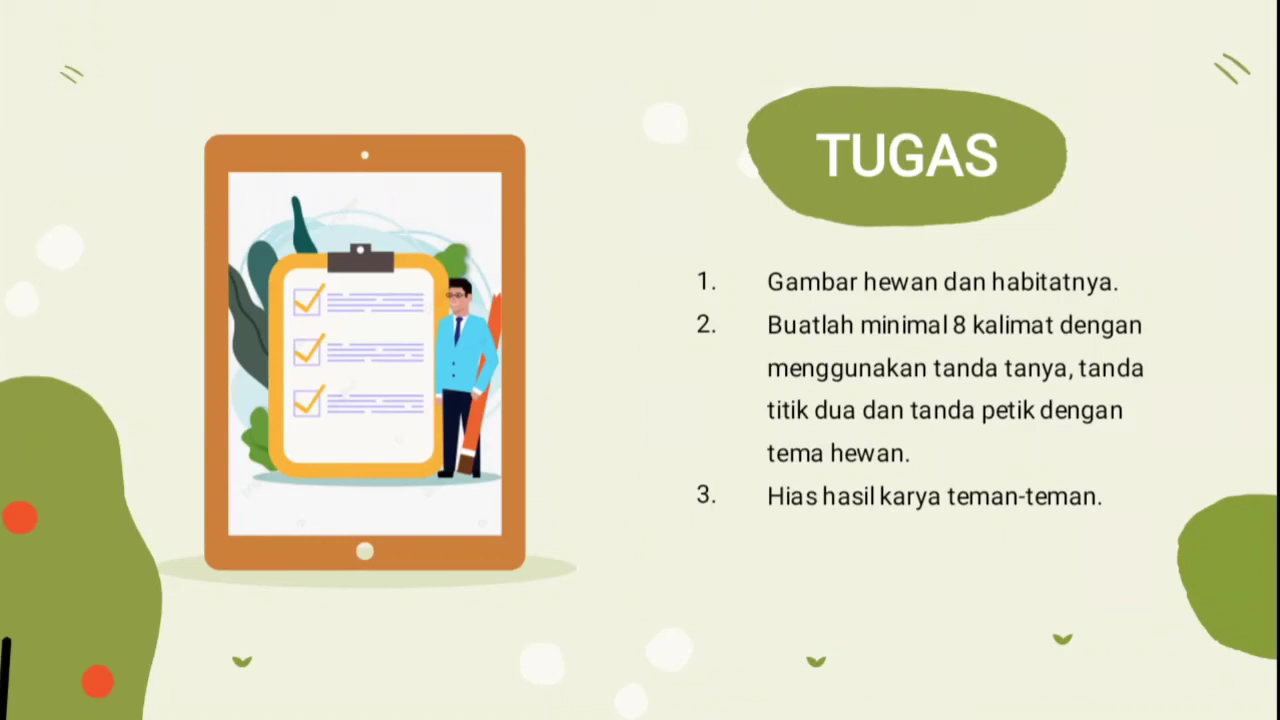 TUGAS
1. Gambar hewan dan habitatnya.
2. Buatlah minimal 8 kalimat dengan
menggunakan tanda tanya, tanda
titik dua dan tanda petik dengan
tema hewan.
3. Hias hasil karya teman-teman.